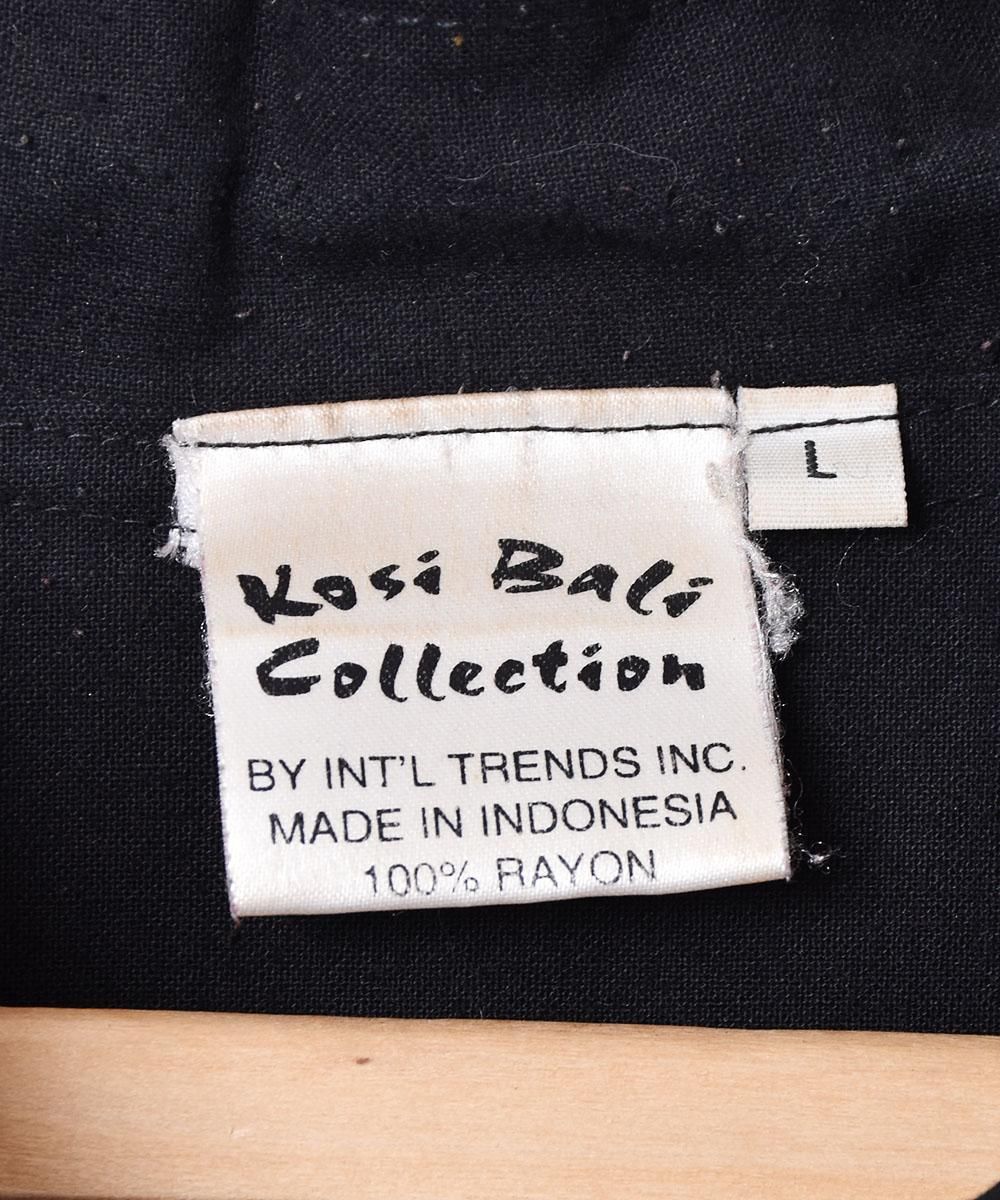 L
Kosi Bali
Collection
BY INT'L TRENDS INC.
MADE IN INDONESIA
100% RAYON